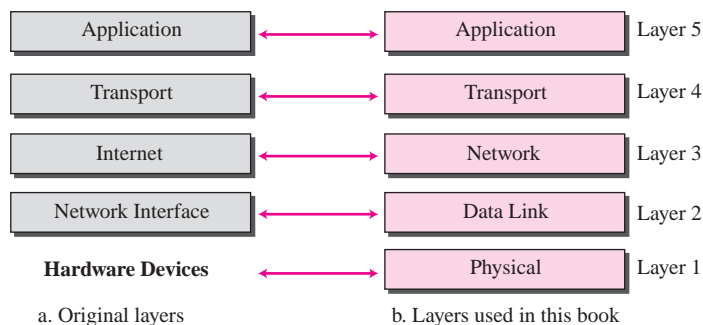 Application Application Layer 5
Transport Transport Layer 4
Internet Network Layer 3
Network Interface Data Link Layer 2
Hardware Devices Physical Layer 1
a. Original layers b. Layers used in this book